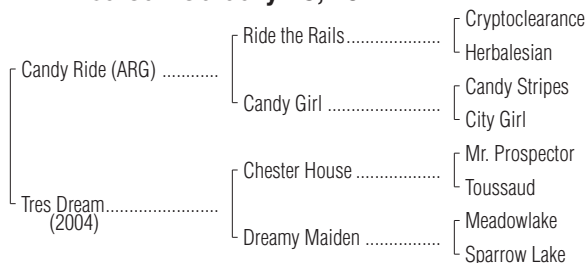 Cryptoclearance
Ride the Rails....................
Herbalesian
Candy Ride (ARG) ............
Candy Stripes
Candy Girl ..........................
City Girl
Mr. Prospector
Chester House ..................
Toussaud
Tres Dream.....................
(2004)
Meadowlake
Dreamy Maiden ................
Sparrow Lake